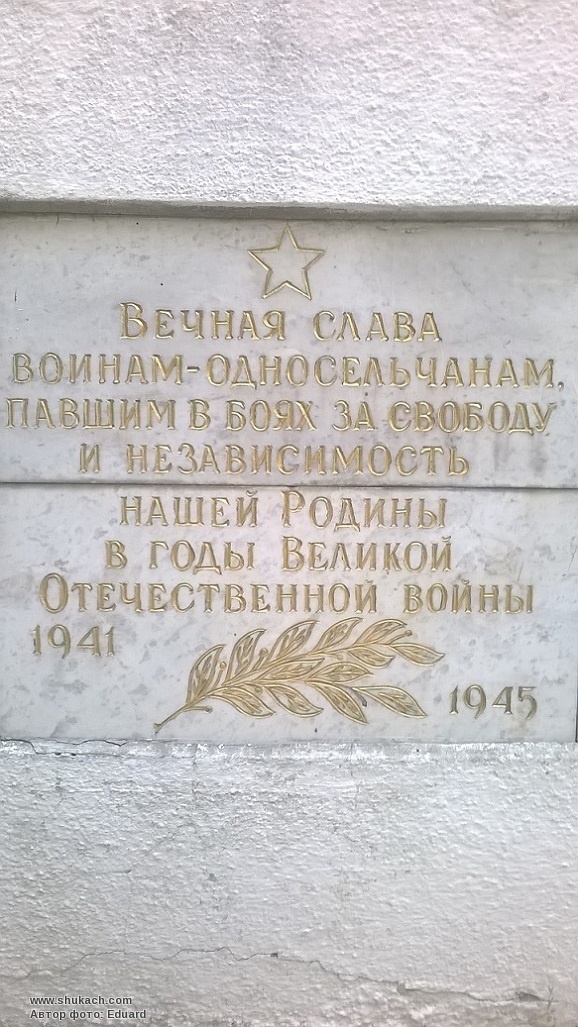 Вечная слава
воинам-односельчанам,
павшим в боях за свободу
и независимость
нашей Родины
в годы Великой
Отечественной войны
1941
1945
www.shukach.com
Автор фото: Eduard